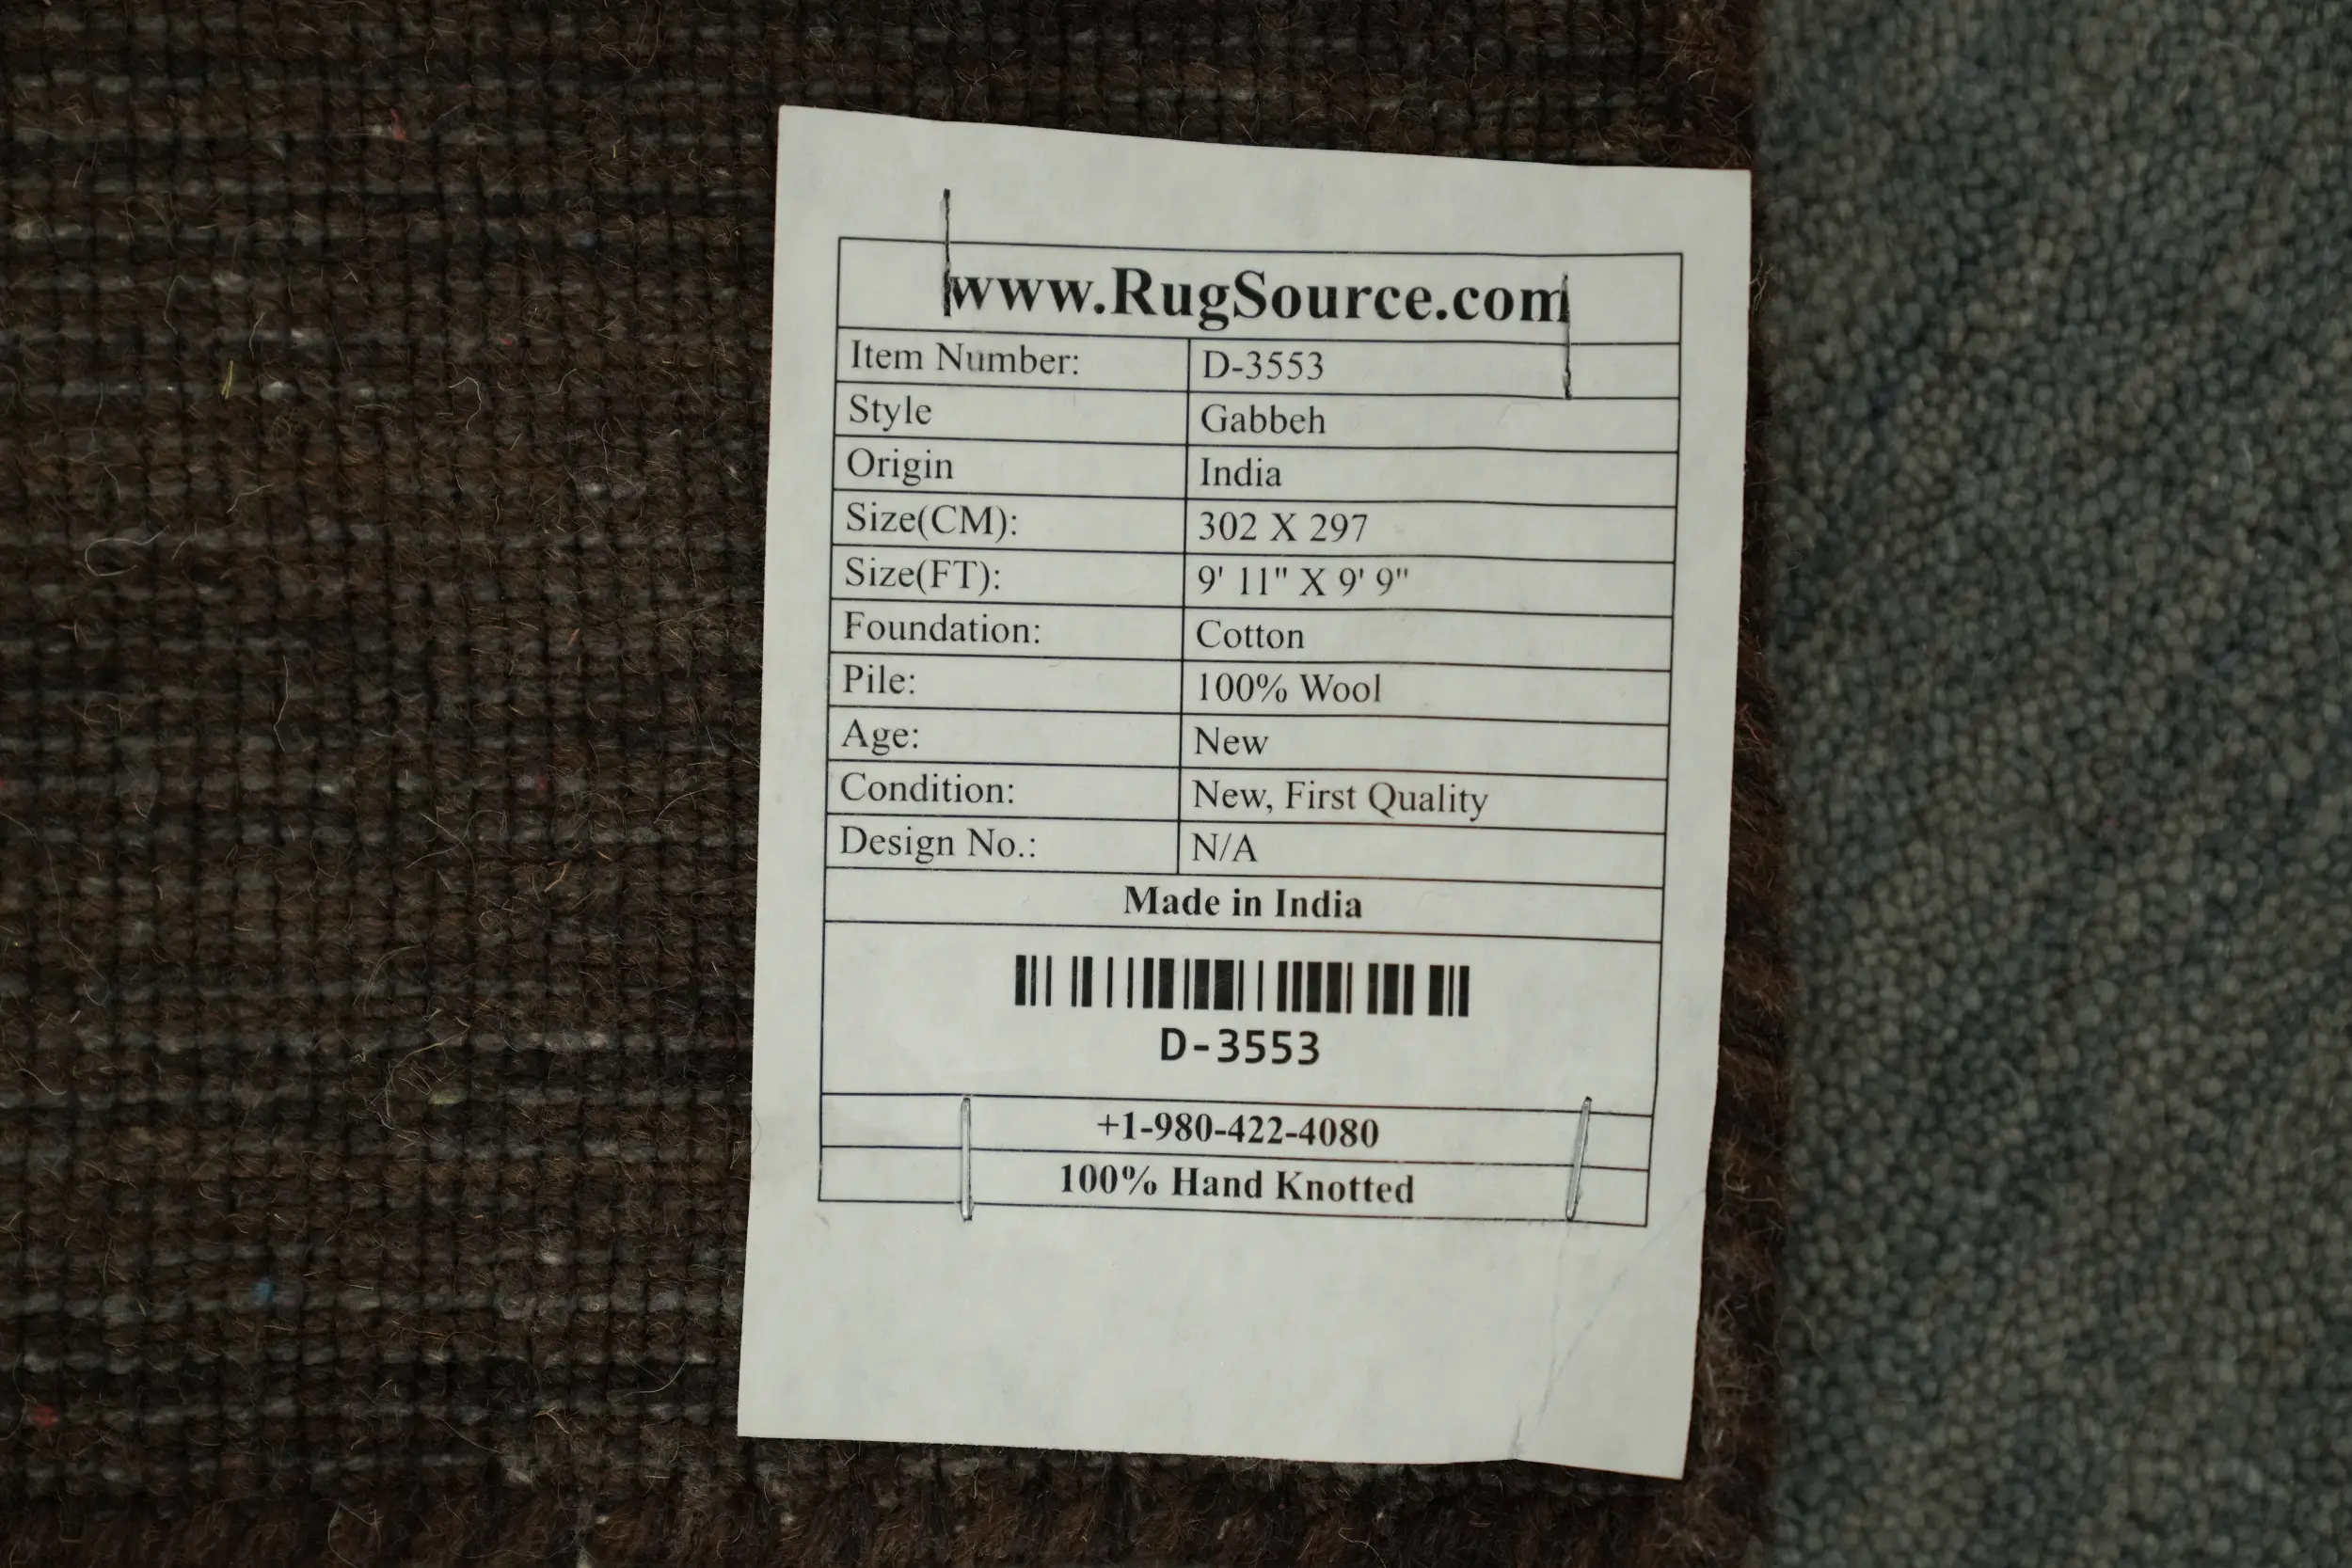 www.RugSource.com
Item Number: D-3553
Style Gabbeh
Origin India
Size(CM): 302 X 297
Size(FT): 9' 11" X 9' 9"
Foundation: Cotton
Pile: 100% Wool
Age: New
Condition: New, First Quality
Design No.: N/A
Made in India
D-3553
+1-980-422-4080
100% Hand Knotted